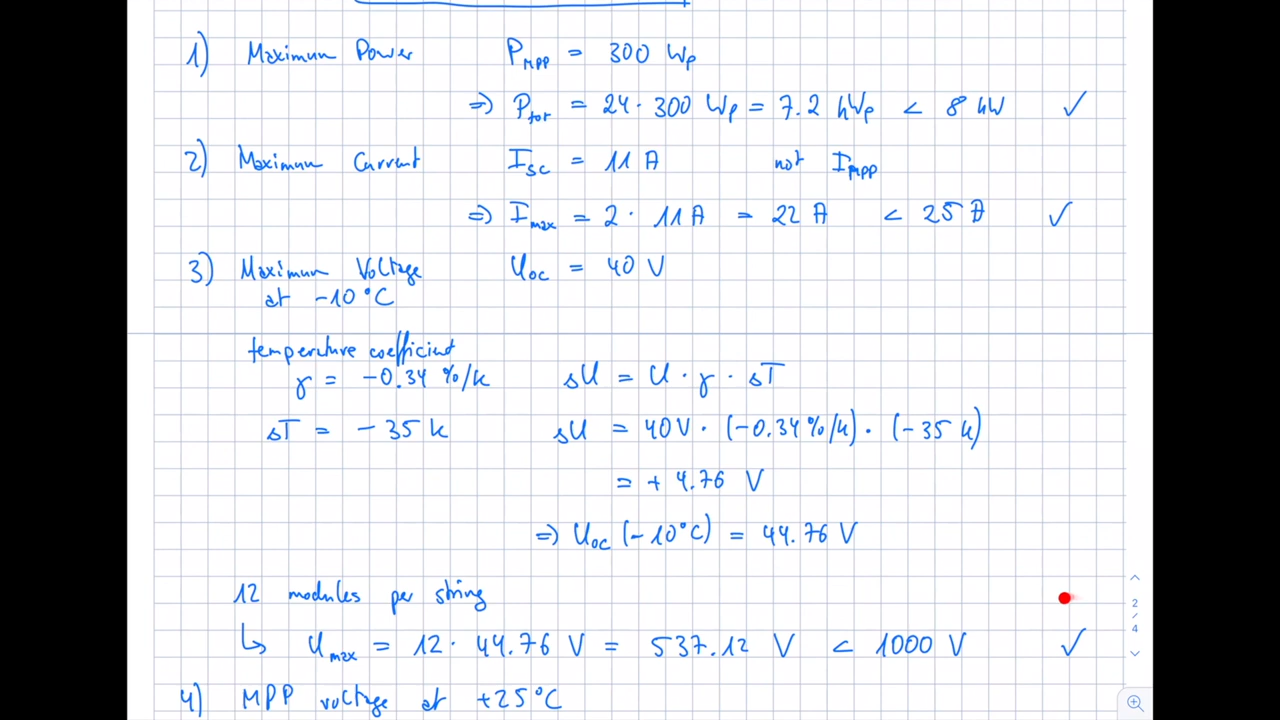 1) Maximum Power P_MPP = 300 Wp
=> P_tot = 24 · 300 Wp = 7.2 kWp < 8 kW ✓
2) Maximum Current I_SC = 11 A not I_MPP
=> I_max = 2 · 11 A = 22 A < 25 A ✓
3) Maximum Voltage U_OC = 40 V
at -10°C
temperature coefficient
γ = -0.34 %/K ΔU = U · γ · ΔT
ΔT = -35 K ΔU = 40 V · (-0.34 %/K) · (-35 K)
= + 4.76 V
=> U_OC (-10°C) = 44.76 V
12 modules per string
↳ U_max = 12 · 44.76 V = 537.12 V < 1000 V ✓
4) MPP voltage at +25°C
2
/
4